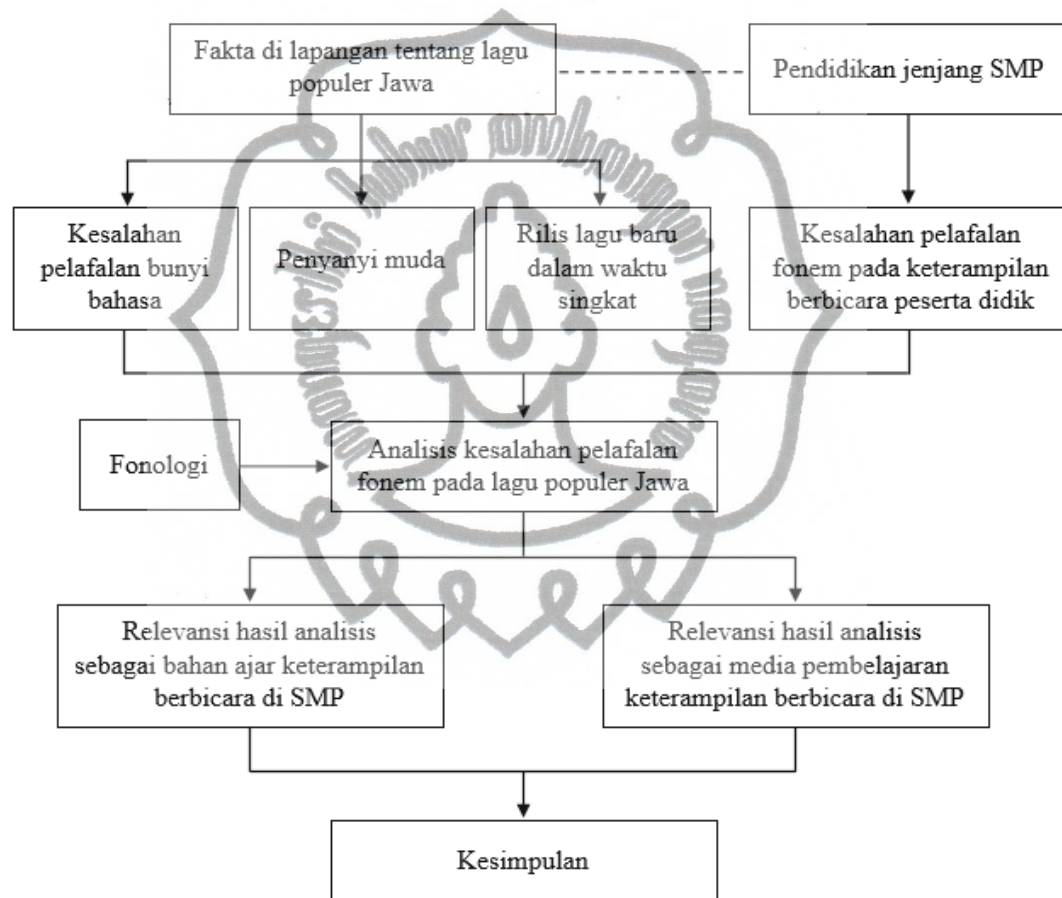 Fakta di lapangan tentang lagu
populer Jawa
Pendidikan jenjang SMP
Kesalahan
pelafalan bunyi
bahasa
Penyanyi muda
Rilis lagu baru
dalam waktu
singkat
Kesalahan pelafalan
fonem pada keterampilan
berbicara peserta didik
Fonologi
Analisis kesalahan pelafalan
fonem pada lagu populer Jawa
Relevansi hasil analisis
sebagai bahan ajar keterampilan
berbicara di SMP
Relevansi hasil analisis
sebagai media pembelajaran
keterampilan berbicara di SMP
Kesimpulan